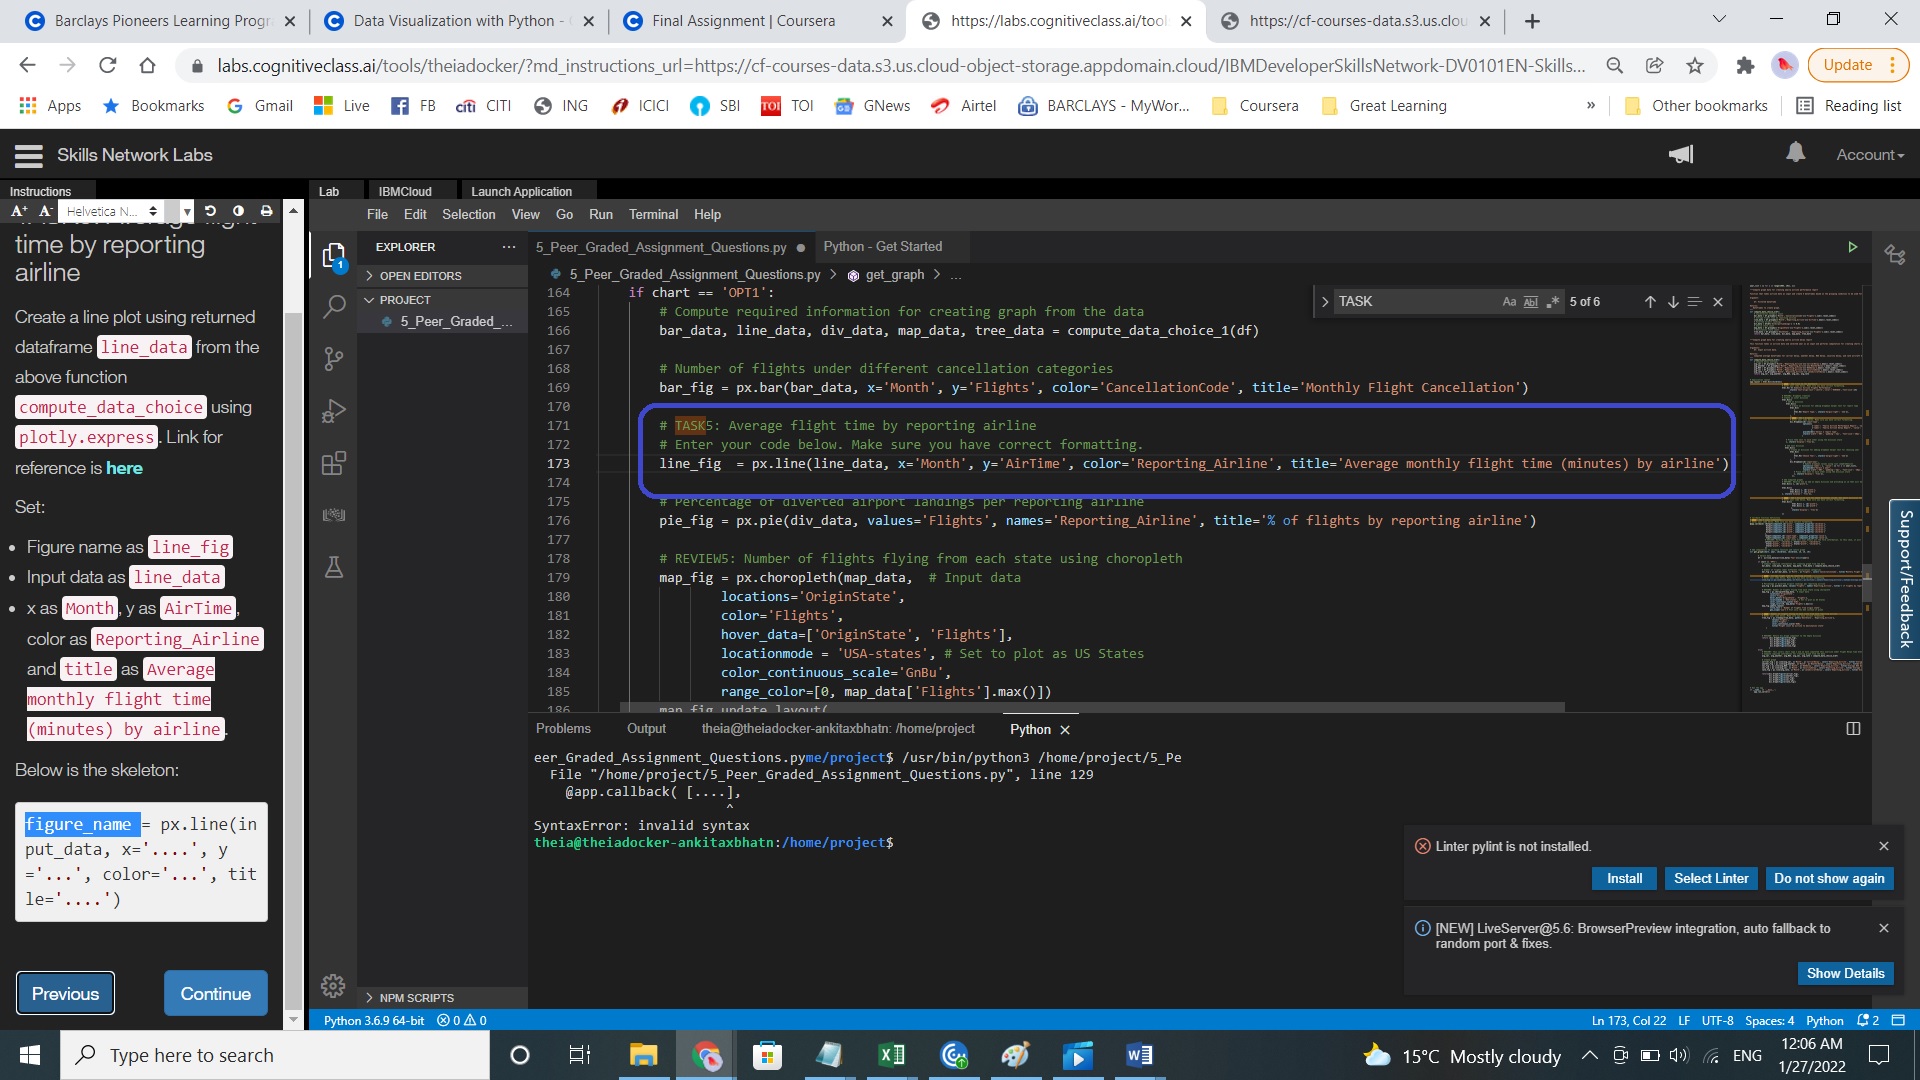 Barclays Pioneers Learning Progr
Data Visualization with Python -
Final Assignment | Coursera
https://labs.cognitiveclass.ai/tool
https://cf-courses-data.s3.us.clou
labs.cognitiveclass.ai/tools/theiadocker/?md_instructions_url=https://cf-courses-data.s3.us.cloud-object-storage.appdomain.cloud/IBMDeveloperSkillsNetwork-DV0101EN-Skills...
Update
Apps
Bookmarks
Gmail
Live
FB
CITI
ING
ICICI
SBI
TOI
GNews
Airtel
BARCLAYS - MyWor...
Coursera
Great Learning
»
Other bookmarks
Reading list
Skills Network Labs
Account
Instructions
Lab
IBMCloud
Launch Application
A+ A- Helvetica N...
File Edit Selection View Go Run Terminal Help
time by reporting
airline
Create a line plot using returned
dataframe line_data from the
above function
compute_data_choice using
plotly.express. Link for
reference is here
Set:
• Figure name as line_fig
• Input data as line_data
• x as Month, y as AirTime,
color as Reporting_Airline
and title as Average
monthly flight time
(minutes) by airline.
Below is the skeleton:
figure_name = px.line(in
put_data, x='....', y
='...', color='...', tit
le='....')
Previous
Continue
EXPLORER
OPEN EDITORS
PROJECT
5_Peer_Graded_...
NPM SCRIPTS
1
5_Peer_Graded_Assignment_Questions.py
Python - Get Started
5_Peer_Graded_Assignment_Questions.py > get_graph > ...
TASK
Aa Abl .* 5 of 6
164 if chart == 'OPT1':
165 # Compute required information for creating graph from the data
166 bar_data, line_data, div_data, map_data, tree_data = compute_data_choice_1(df)
167
168 # Number of flights under different cancellation categories
169 bar_fig = px.bar(bar_data, x='Month', y='Flights', color='CancellationCode', title='Monthly Flight Cancellation')
170
171 # TASK5: Average flight time by reporting airline
172 # Enter your code below. Make sure you have correct formatting.
173 line_fig  = px.line(line_data, x='Month', y='AirTime', color='Reporting_Airline', title='Average monthly flight time (minutes) by airline')
174
175 # Percentage of diverted airport landings per reporting airline
176 pie_fig = px.pie(div_data, values='Flights', names='Reporting_Airline', title='% of flights by reporting airline')
177
178 # REVIEW5: Number of flights flying from each state using choropleth
179 map_fig = px.choropleth(map_data,  # Input data
180 locations='OriginState',
181 color='Flights',
182 hover_data=['OriginState', 'Flights'],
183 locationmode = 'USA-states', # Set to plot as US States
184 color_continuous_scale='GnBu',
185 range_color=[0, map_data['Flights'].max()])
186 map_fig.update_layout(
Support/Feedback
Problems
Output
theia@theiadocker-ankitaxbhatn: /home/project
Python
eer_Graded_Assignment_Questions.pyme/project$ /usr/bin/python3 /home/project/5_Pe
File "/home/project/5_Peer_Graded_Assignment_Questions.py", line 129
@app.callback( [....],
^
SyntaxError: invalid syntax
theia@theiadocker-ankitaxbhatn:/home/project$
Linter pylint is not installed.
Install
Select Linter
Do not show again
[NEW] LiveServer@5.6: BrowserPreview integration, auto fallback to
random port & fixes.
Show Details
Python 3.6.9 64-bit
0 0
Ln 173, Col 22 LF UTF-8 Spaces: 4 Python 2
Type here to search
15°C Mostly cloudy
ENG
12:06 AM
1/27/2022